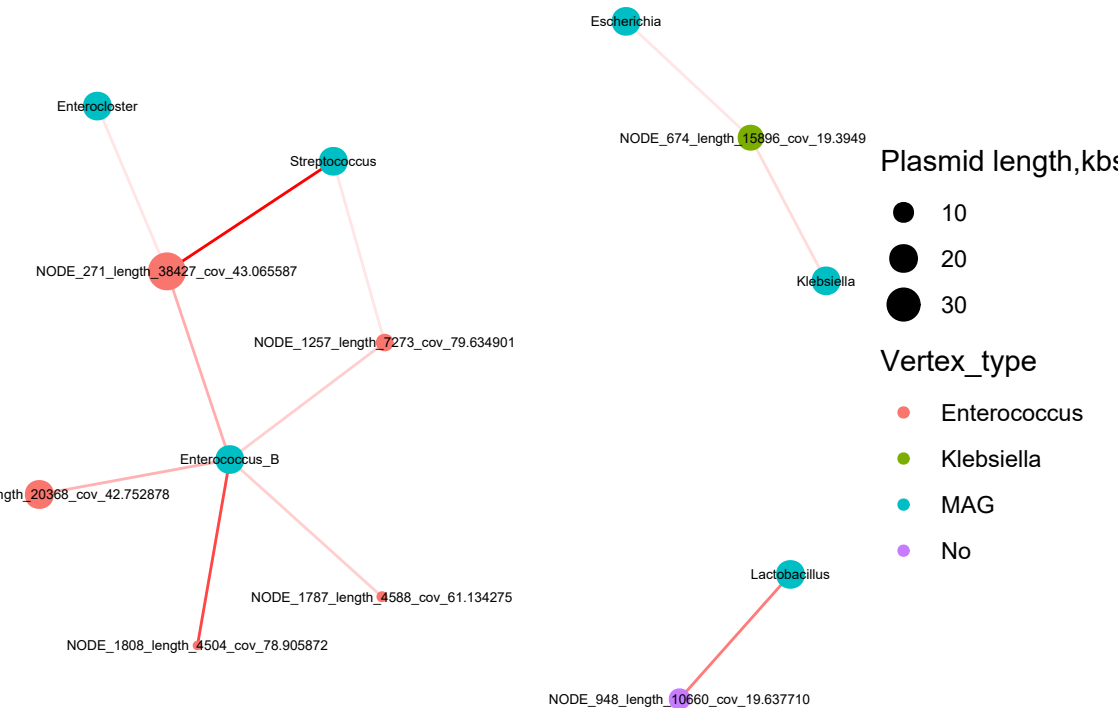 Escherichia
Enterocloster
NODE_674_length_15896_cov_19.3949
Streptococcus
Plasmid length,kbs
10
20
30
NODE_271_length_38427_cov_43.065587
Klebsiella
NODE_1257_length_7273_cov_79.634901
Vertex_type
Enterococcus
Klebsiella
MAG
No
Enterococcus_B
ngth_20368_cov_42.752878
Lactobacillus
NODE_1787_length_4588_cov_61.134275
NODE_1808_length_4504_cov_78.905872
NODE_948_length_10660_cov_19.637710